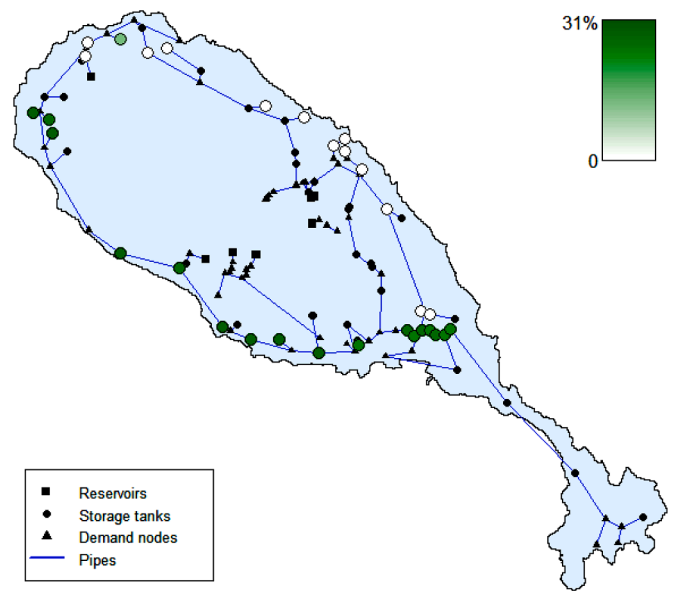 31%
0
Reservoirs
Storage tanks
Demand nodes
Pipes